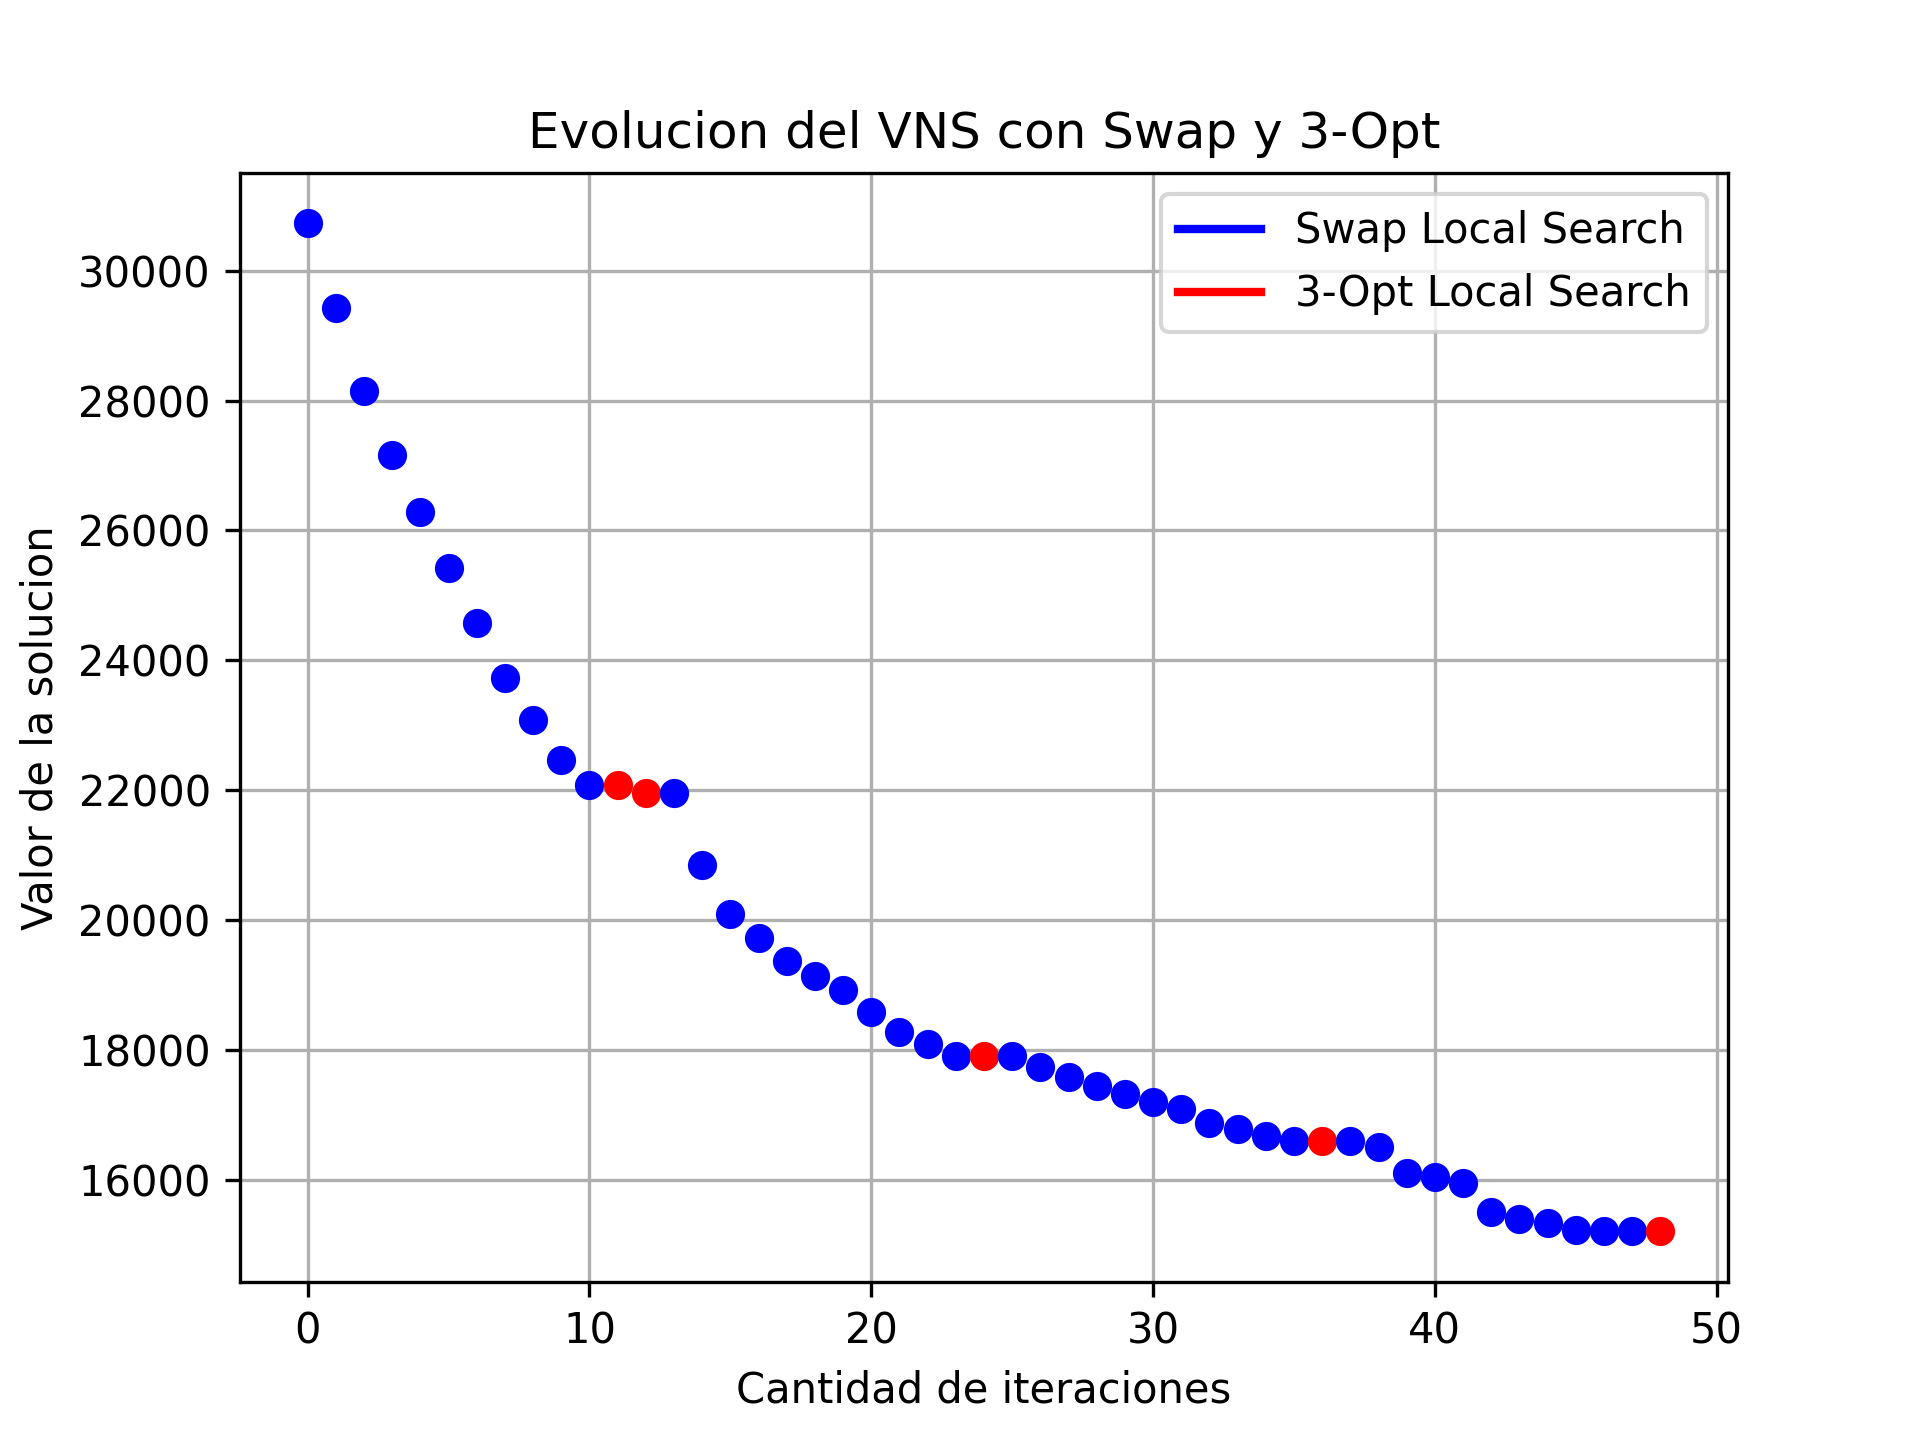 Evolucion del VNS con Swap y 3-Opt
Swap Local Search
3-Opt Local Search
Valor de la solucion
30000
28000
26000
24000
22000
20000
18000
16000
0 10 20 30 40 50
Cantidad de iteraciones